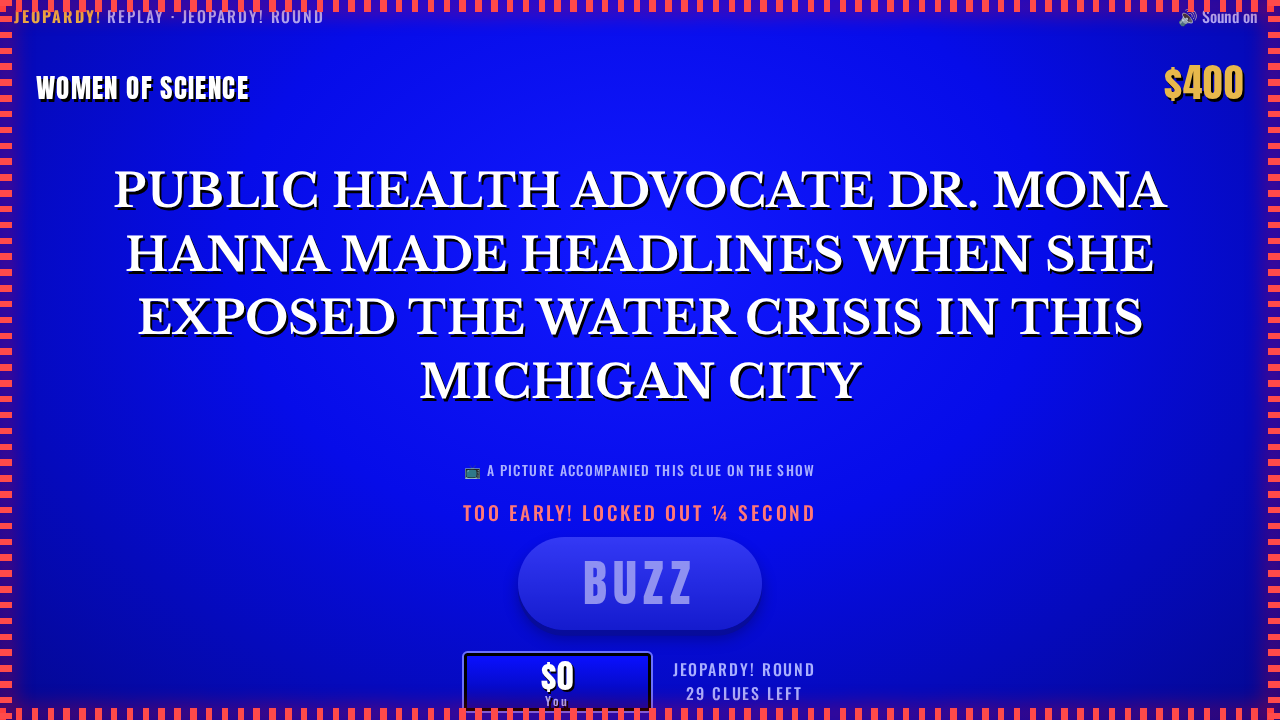 JEOPARDY! REPLAY · JEOPARDY! ROUND
🔊 Sound on
WOMEN OF SCIENCE
$400
PUBLIC HEALTH ADVOCATE DR. MONA
HANNA MADE HEADLINES WHEN SHE
EXPOSED THE WATER CRISIS IN THIS
MICHIGAN CITY
📺 A PICTURE ACCOMPANIED THIS CLUE ON THE SHOW
TOO EARLY! LOCKED OUT ¼ SECOND
BUZZ
$0
You
JEOPARDY! ROUND
29 CLUES LEFT